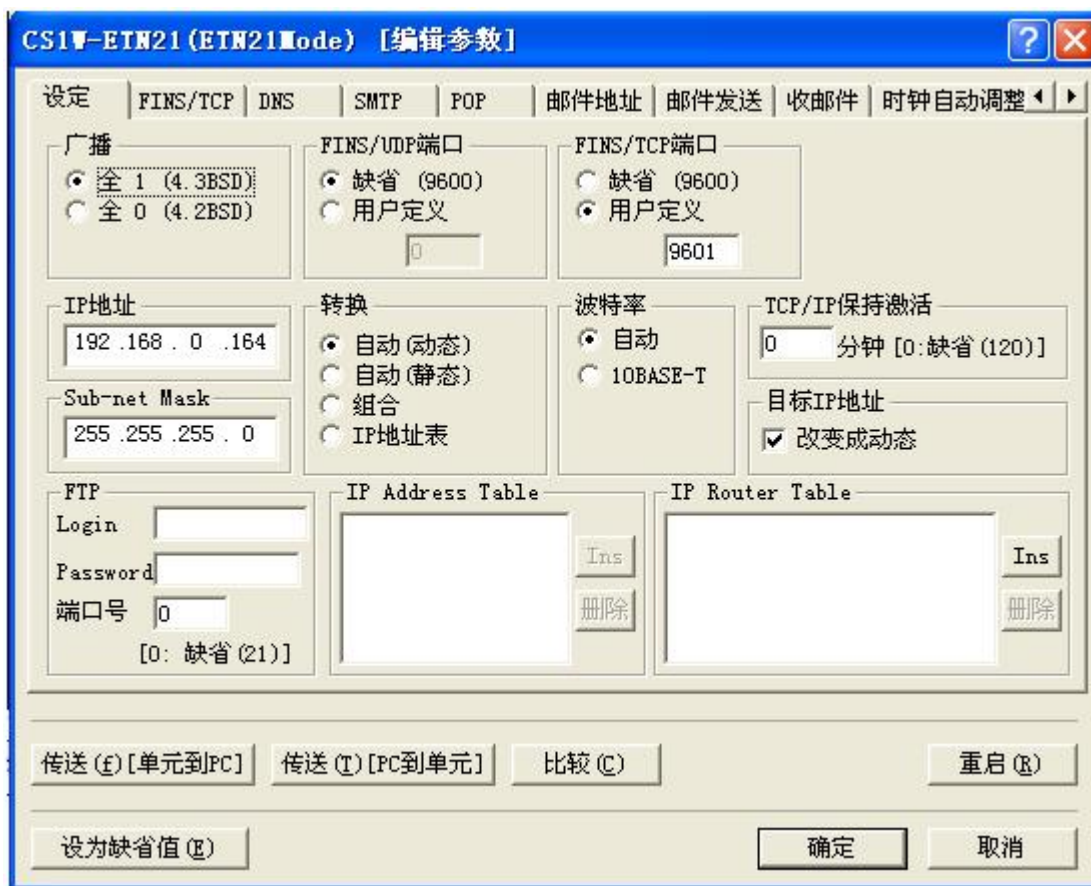 CS1W-ETN21(ETN21Mode) [编辑参数]
设定 FINS/TCP DNS SMTP POP 邮件地址 邮件发送 收邮件 时钟自动调整
广播
全 1 (4.3BSD)
全 0 (4.2BSD)
FINS/UDP端口
缺省 (9600)
用户定义
0
FINS/TCP端口
缺省 (9600)
用户定义
9601
IP地址
192 .168 . 0 .164
Sub-net Mask
255 .255 .255 . 0
转换
自动(动态)
自动(静态)
组合
IP地址表
波特率
自动
10BASE-T
TCP/IP保持激活
0 分钟 [0:缺省(120)]
目标IP地址
改变成动态
FTP
Login
Password
端口号 0
[0: 缺省(21)]
IP Address Table
Ins
册除
IP Router Table
Ins
册除
传送(f)[单元到PC] 传送(T)[PC到单元] 比较(C) 重启(R)
设为缺省值(E) 确定 取消